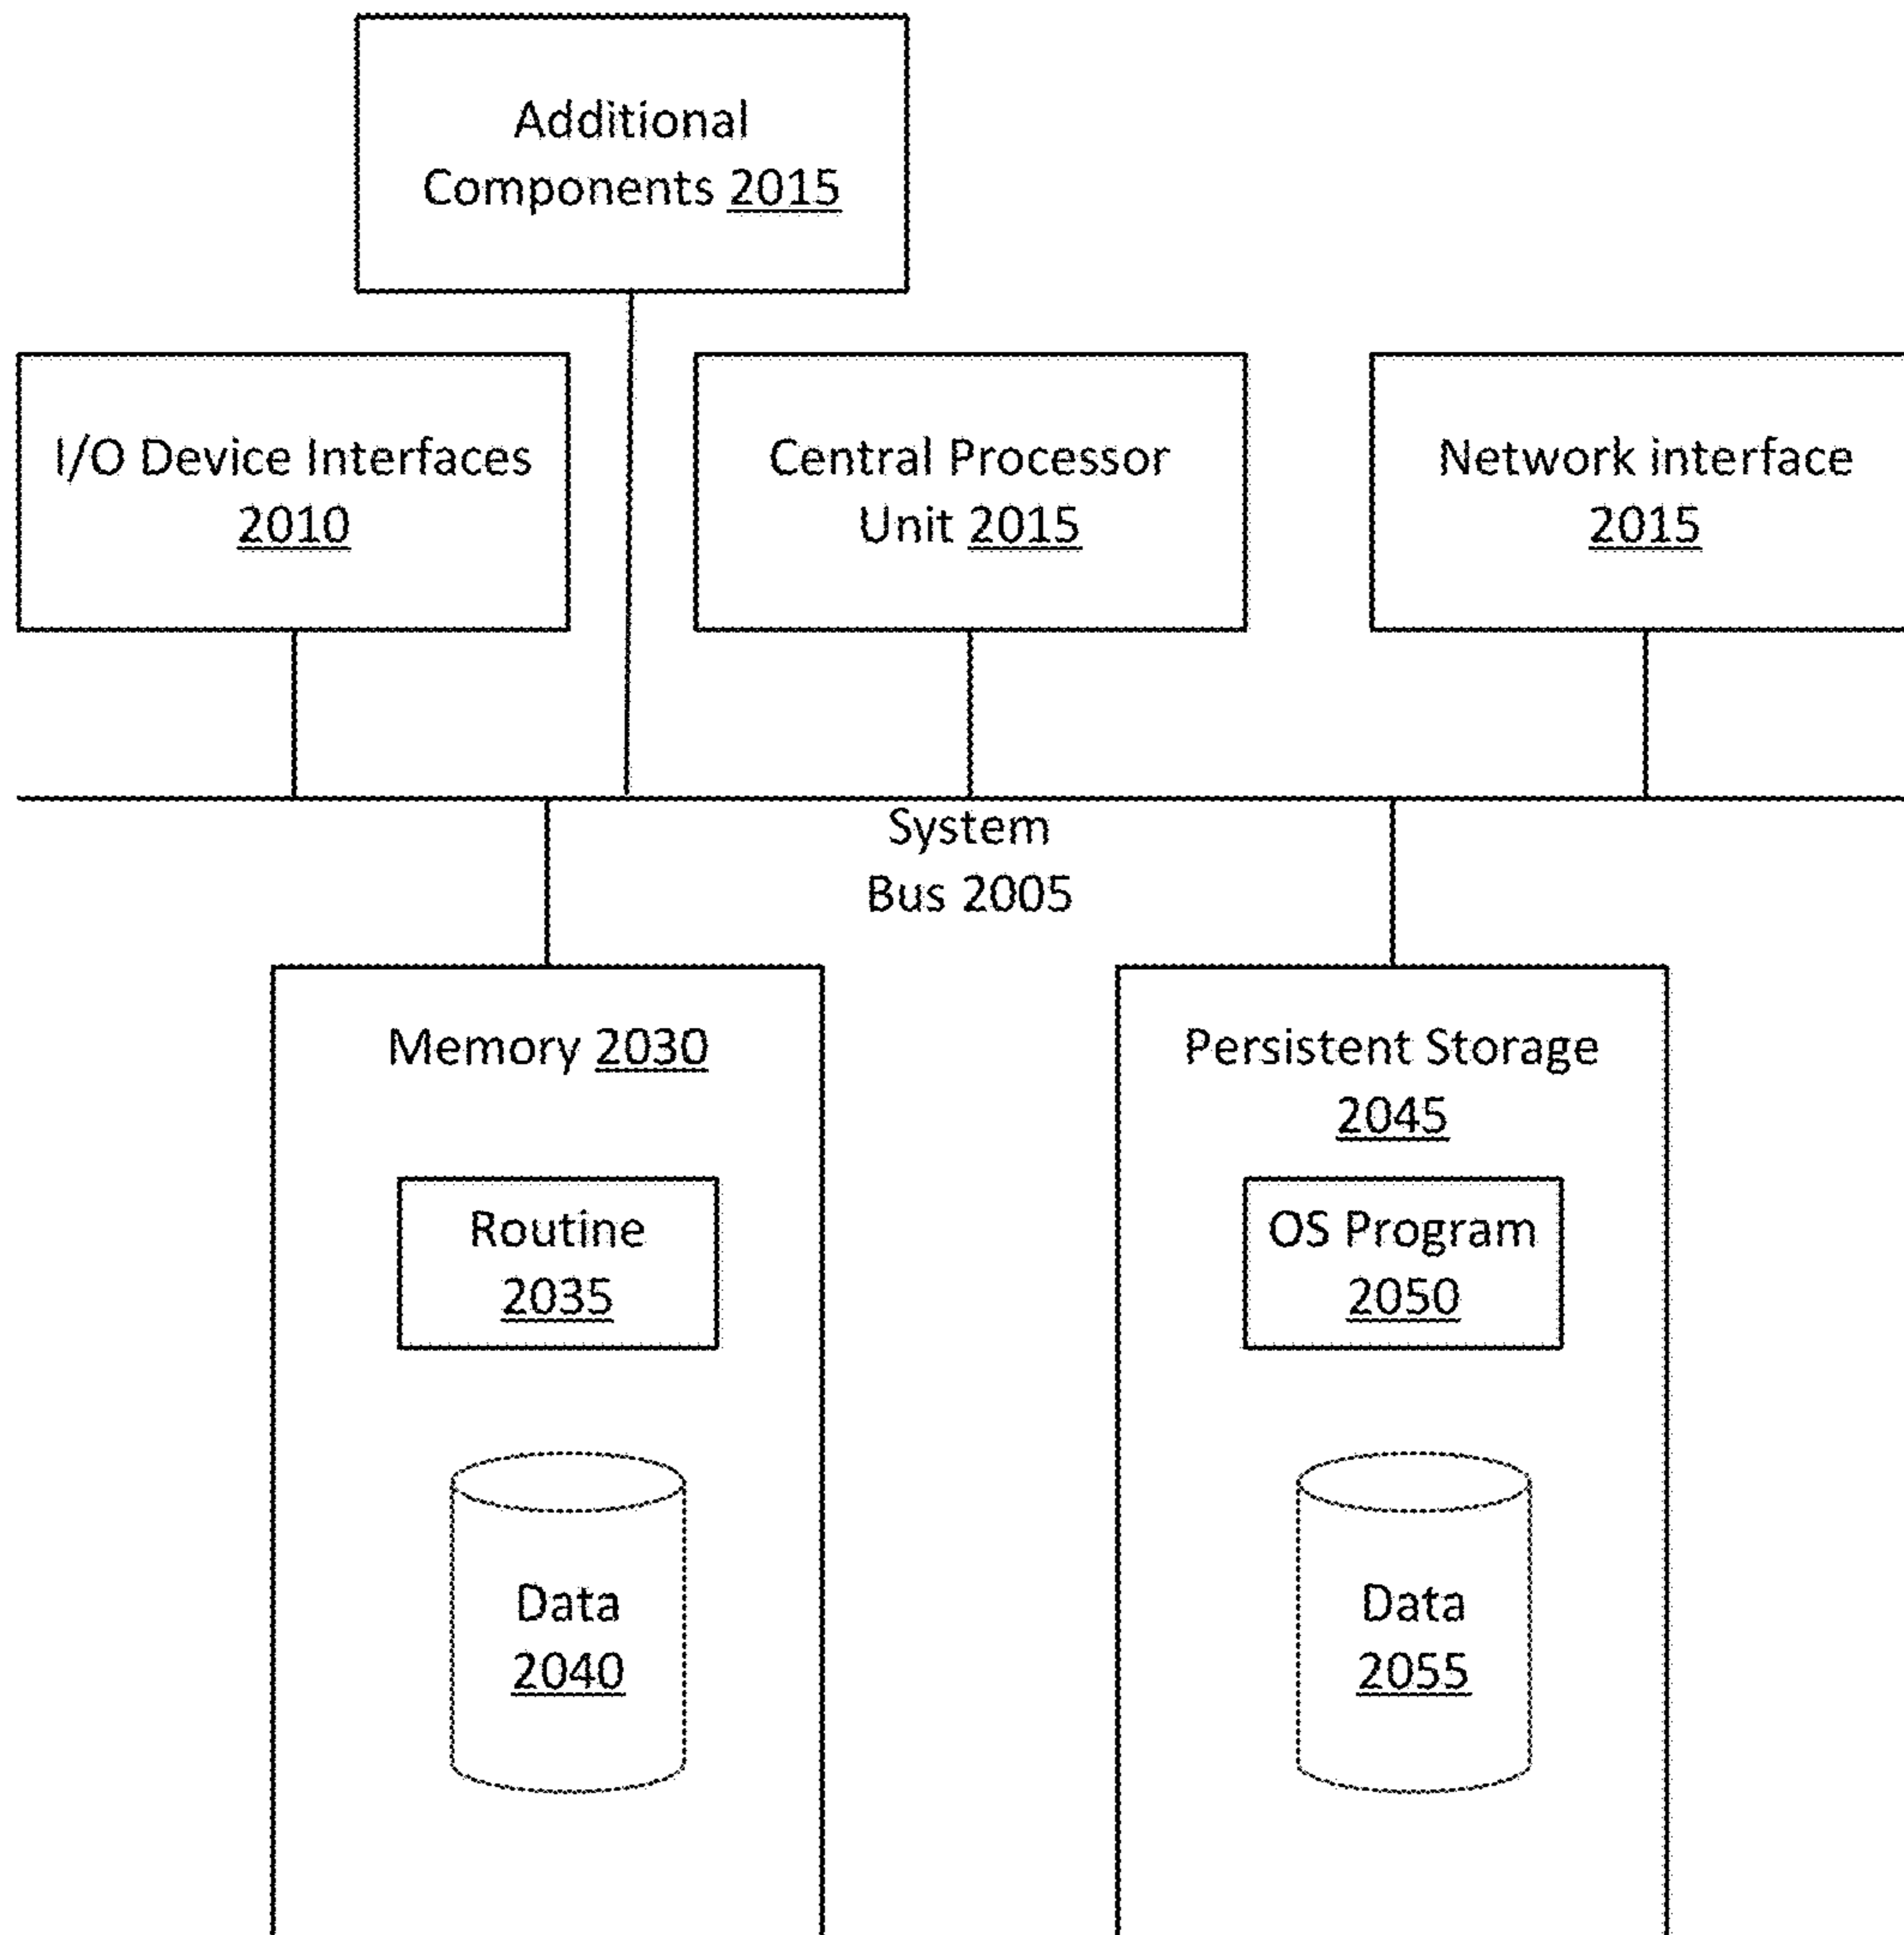 Additional
Components 2015
I/O Device Interfaces
2010
Central Processor
Unit 2015
Network interface
2015
System
Bus 2005
Memory 2030
Routine
2035
Data
2040
Persistent Storage
2045
OS Program
2050
Data
2055